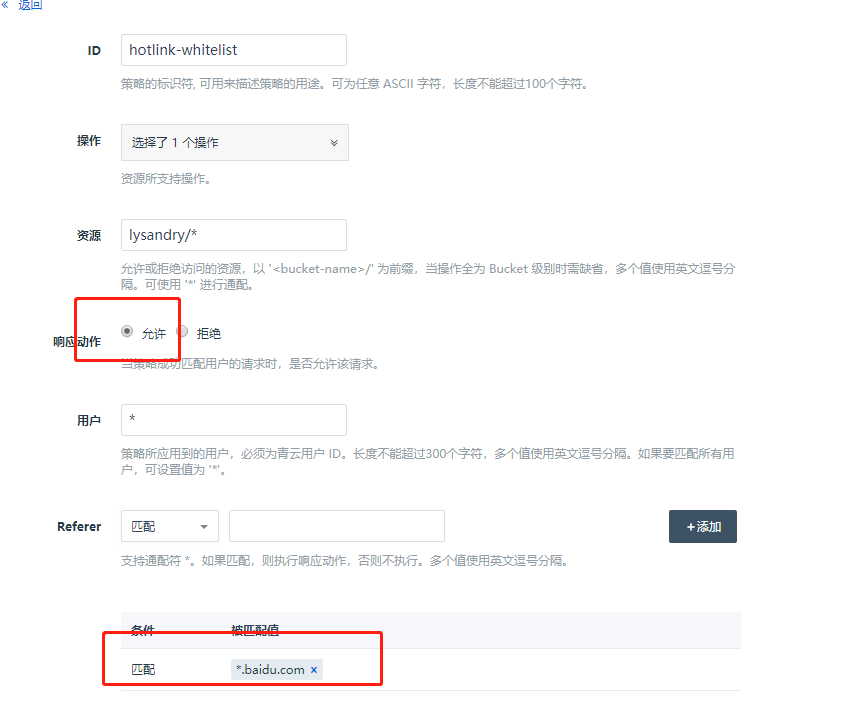 « 返回
ID hotlink-whitelist
策略的标识符, 可用来描述策略的用途。可为任意 ASCII 字符，长度不能超过100个字符。
操作 选择了 1 个操作
资源所支持操作。
资源 lysandry/*
允许或拒绝访问的资源，以 '<bucket-name>/' 为前缀，当操作全为 Bucket 级别时需缺省，多个值使用英文逗号分
隔。可使用 '*' 进行通配。
响应动作 允许 拒绝
当策略成功匹配用户的请求时，是否允许该请求。
用户 *
策略所应用到的用户，必须为青云用户 ID。长度不能超过300个字符，多个值使用英文逗号分隔。如果要匹配所有用
户，可设置值为 '*'。
Referer 匹配 +添加
支持通配符 *。如果匹配，则执行响应动作，否则不执行。多个值使用英文逗号分隔。
条件 被匹配值
匹配 *.baidu.com ×